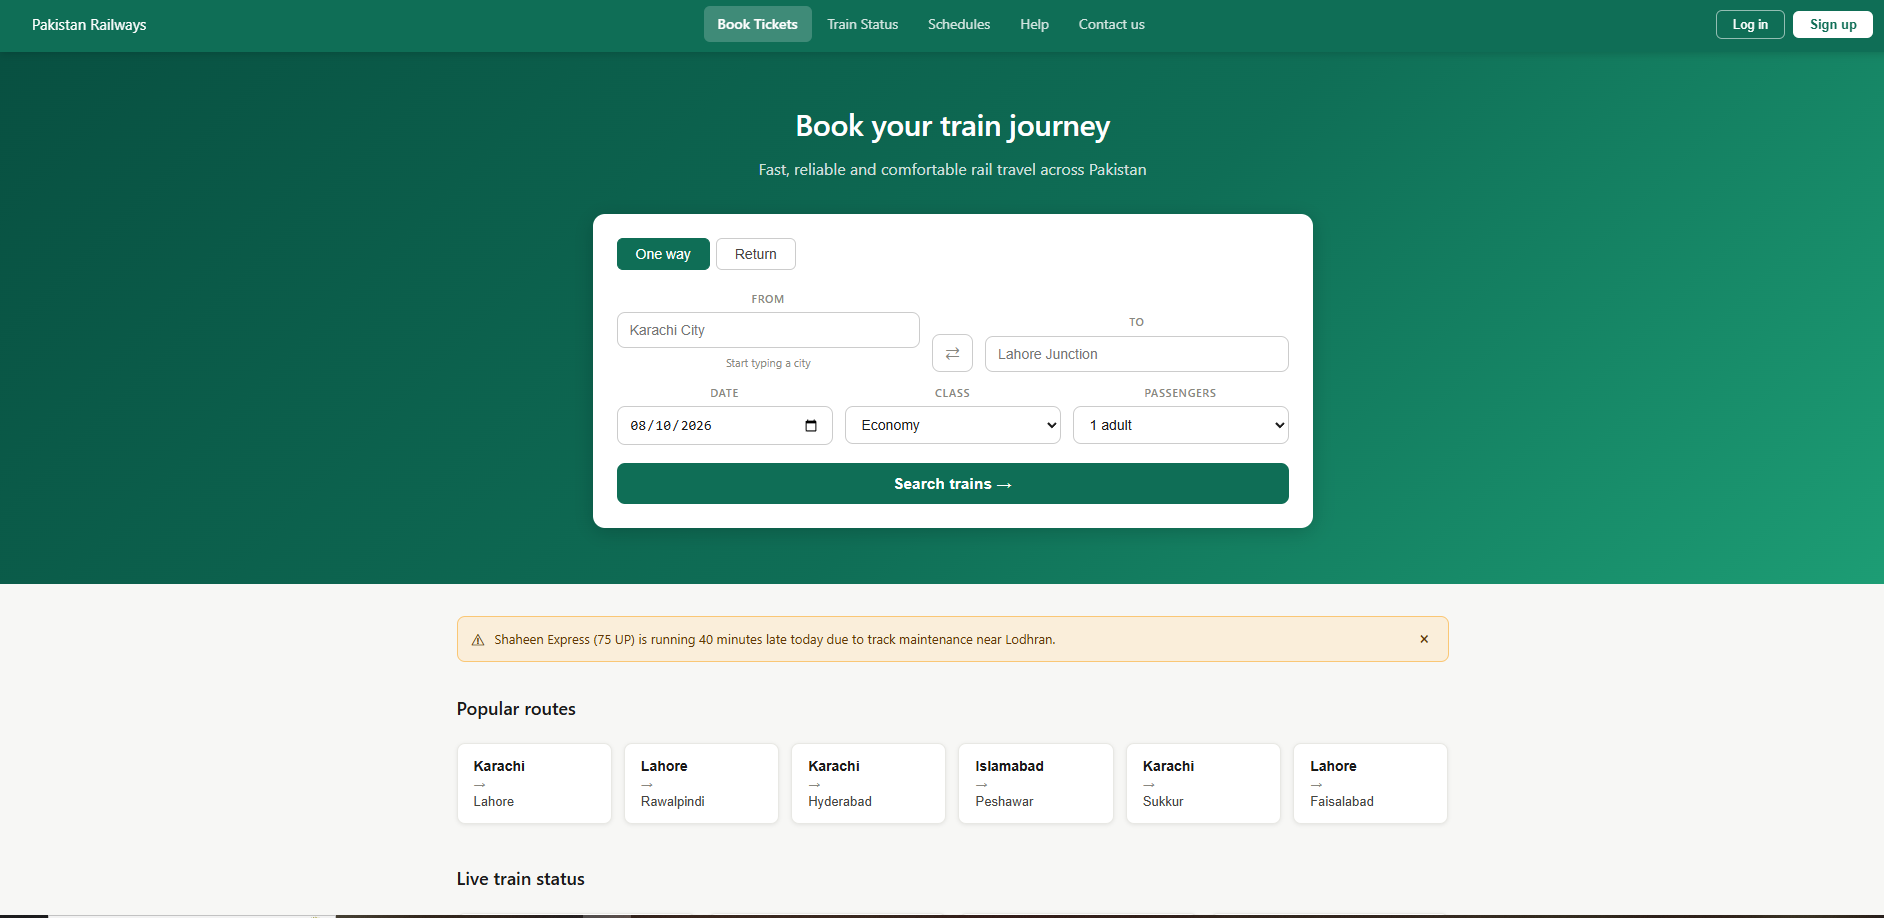 Pakistan Railways
Book Tickets
Train Status
Schedules
Help
Contact us
Log in
Sign up
Book your train journey
Fast, reliable and comfortable rail travel across Pakistan
One way
Return
FROM
Karachi City
Start typing a city
⇄
TO
Lahore Junction
DATE
08/10/2026
CLASS
Economy
PASSENGERS
1 adult
Search trains →
⚠ Shaheen Express (75 UP) is running 40 minutes late today due to track maintenance near Lodhran. ×
Popular routes
Karachi
→
Lahore
Lahore
→
Rawalpindi
Karachi
→
Hyderabad
Islamabad
→
Peshawar
Karachi
→
Sukkur
Lahore
→
Faisalabad
Live train status